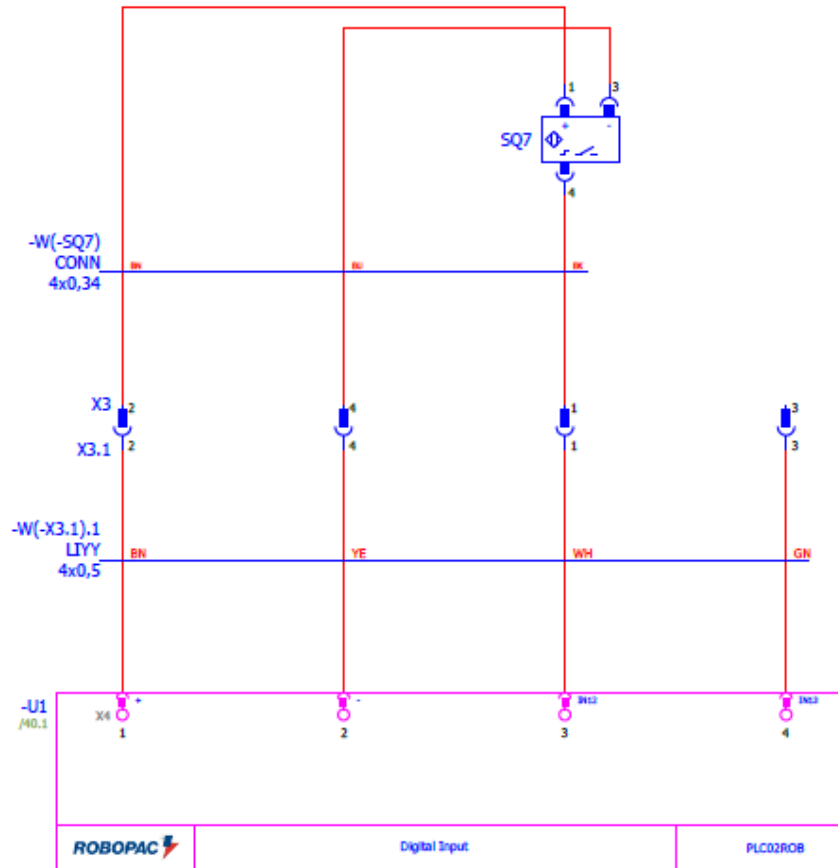 1 3
+ -
SQ7
4
-W(-SQ7)
CONN
4x0,34
BN BU BK
X3 2 4 1 3
X3.1 2 4 1 3
-W(-X3.1).1
LIYY
4x0,5
BN YE WH GN
-U1
/40.1
X4 + - IN12 IN13
1 2 3 4
ROBOPAC Digital Input PLC02ROB